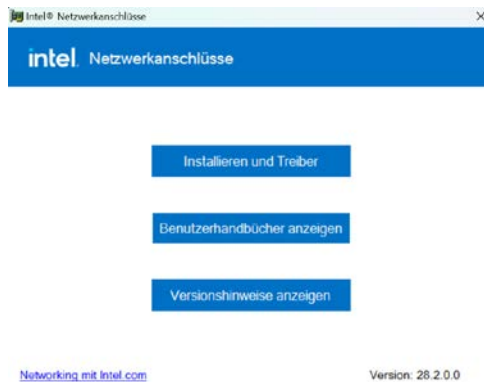 Intel® Netzwerkanschlüsse
intel. Netzwerkanschlüsse
Installieren und Treiber
Benutzerhandbücher anzeigen
Versionshinweise anzeigen
Networking mit Intel.com
Version: 28.2.0.0